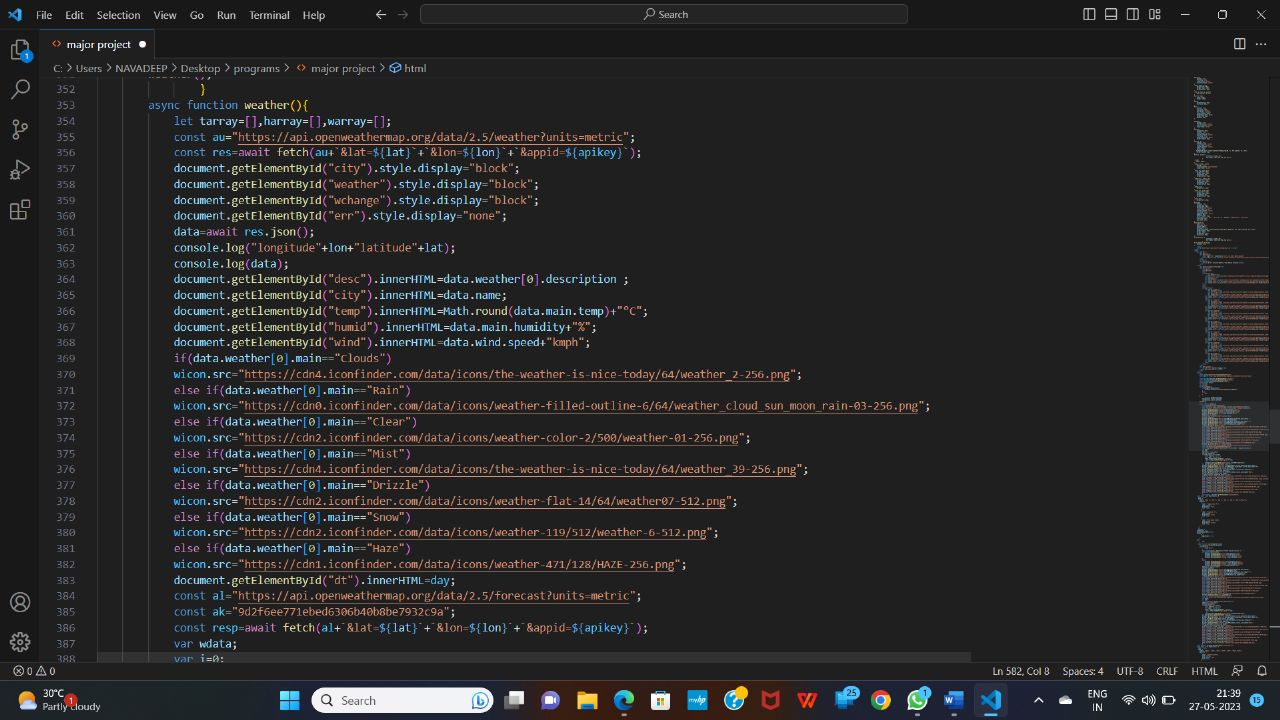 File Edit Selection View Go Run Terminal Help
Search
major project
C: > Users > NAVADEEP > Desktop > programs > major project > html
352 }
353 async function weather(){
354 let tarray=[],harray=[],warray=[];
355 const au="https://api.openweathermap.org/data/2.5/weather?units=metric";
356 const res=await fetch(au+`&lat=${lat}`+`&lon=${lon}`+`&appid=${apikey}`);
357 document.getElementById("city").style.display="block";
358 document.getElementById("weather").style.display="block";
359 document.getElementById("whange").style.display="block";
360 document.getElementById("err").style.display="none";
361 data=await res.json();
362 console.log("longitude"+lon+"latitude"+lat);
363 console.log(data);
364 document.getElementById("desc").innerHTML=data.weather[0].description ;
365 document.getElementById("city").innerHTML=data.name;
366 document.getElementById("temp").innerHTML=Math.round(data.main.temp)+"°c";
367 document.getElementById("humid").innerHTML=data.main.humidity+"%";
368 document.getElementById("wind").innerHTML=data.wind.speed+"kmph";
369 if(data.weather[0].main=="Clouds")
370 wicon.src="https://cdn4.iconfinder.com/data/icons/the-weather-is-nice-today/64/weather_2-256.png";
371 else if(data.weather[0].main=="Rain")
372 wicon.src="https://cdn0.iconfinder.com/data/icons/weather-filled-outline-6/64/weather_cloud_sun_moon_rain-03-256.png";
373 else if(data.weather[0].main=="Clear")
374 wicon.src="https://cdn2.iconfinder.com/data/icons/weather-color-2/500/weather-01-256.png";
375 else if(data.weather[0].main=="Mist")
376 wicon.src="https://cdn4.iconfinder.com/data/icons/the-weather-is-nice-today/64/weather_39-256.png";
377 else if(data.weather[0].main=="Drizzle")
378 wicon.src="https://cdn2.iconfinder.com/data/icons/weather-flat-14/64/weather07-512.png";
379 else if(data.weather[0].main=="Snow")
380 wicon.src="https://cdn2.iconfinder.com/data/icons/weather-119/512/weather-6-512.png";
381 else if(data.weather[0].main=="Haze")
382 wicon.src="https://cdn1.iconfinder.com/data/icons/weather-471/128/HAZE-256.png";
383 document.getElementById("dt").innerHTML=day;
384 const al="https://api.openweathermap.org/data/2.5/forecast?units=metric";
385 const ak="9d2f6ee771ebed63006a8b8be7932c9a";
386 const resp=await fetch(al+`&lat=${lat}`+`&lon=${lon}`+`&appid=${apikey}`);
387 var wdata;
388 var i=0;
0 0 Ln 582, Col 8 Spaces: 4 UTF-8 CRLF HTML
30°C
Partly cloudy
Search
ENG
IN
21:39
27-05-2023